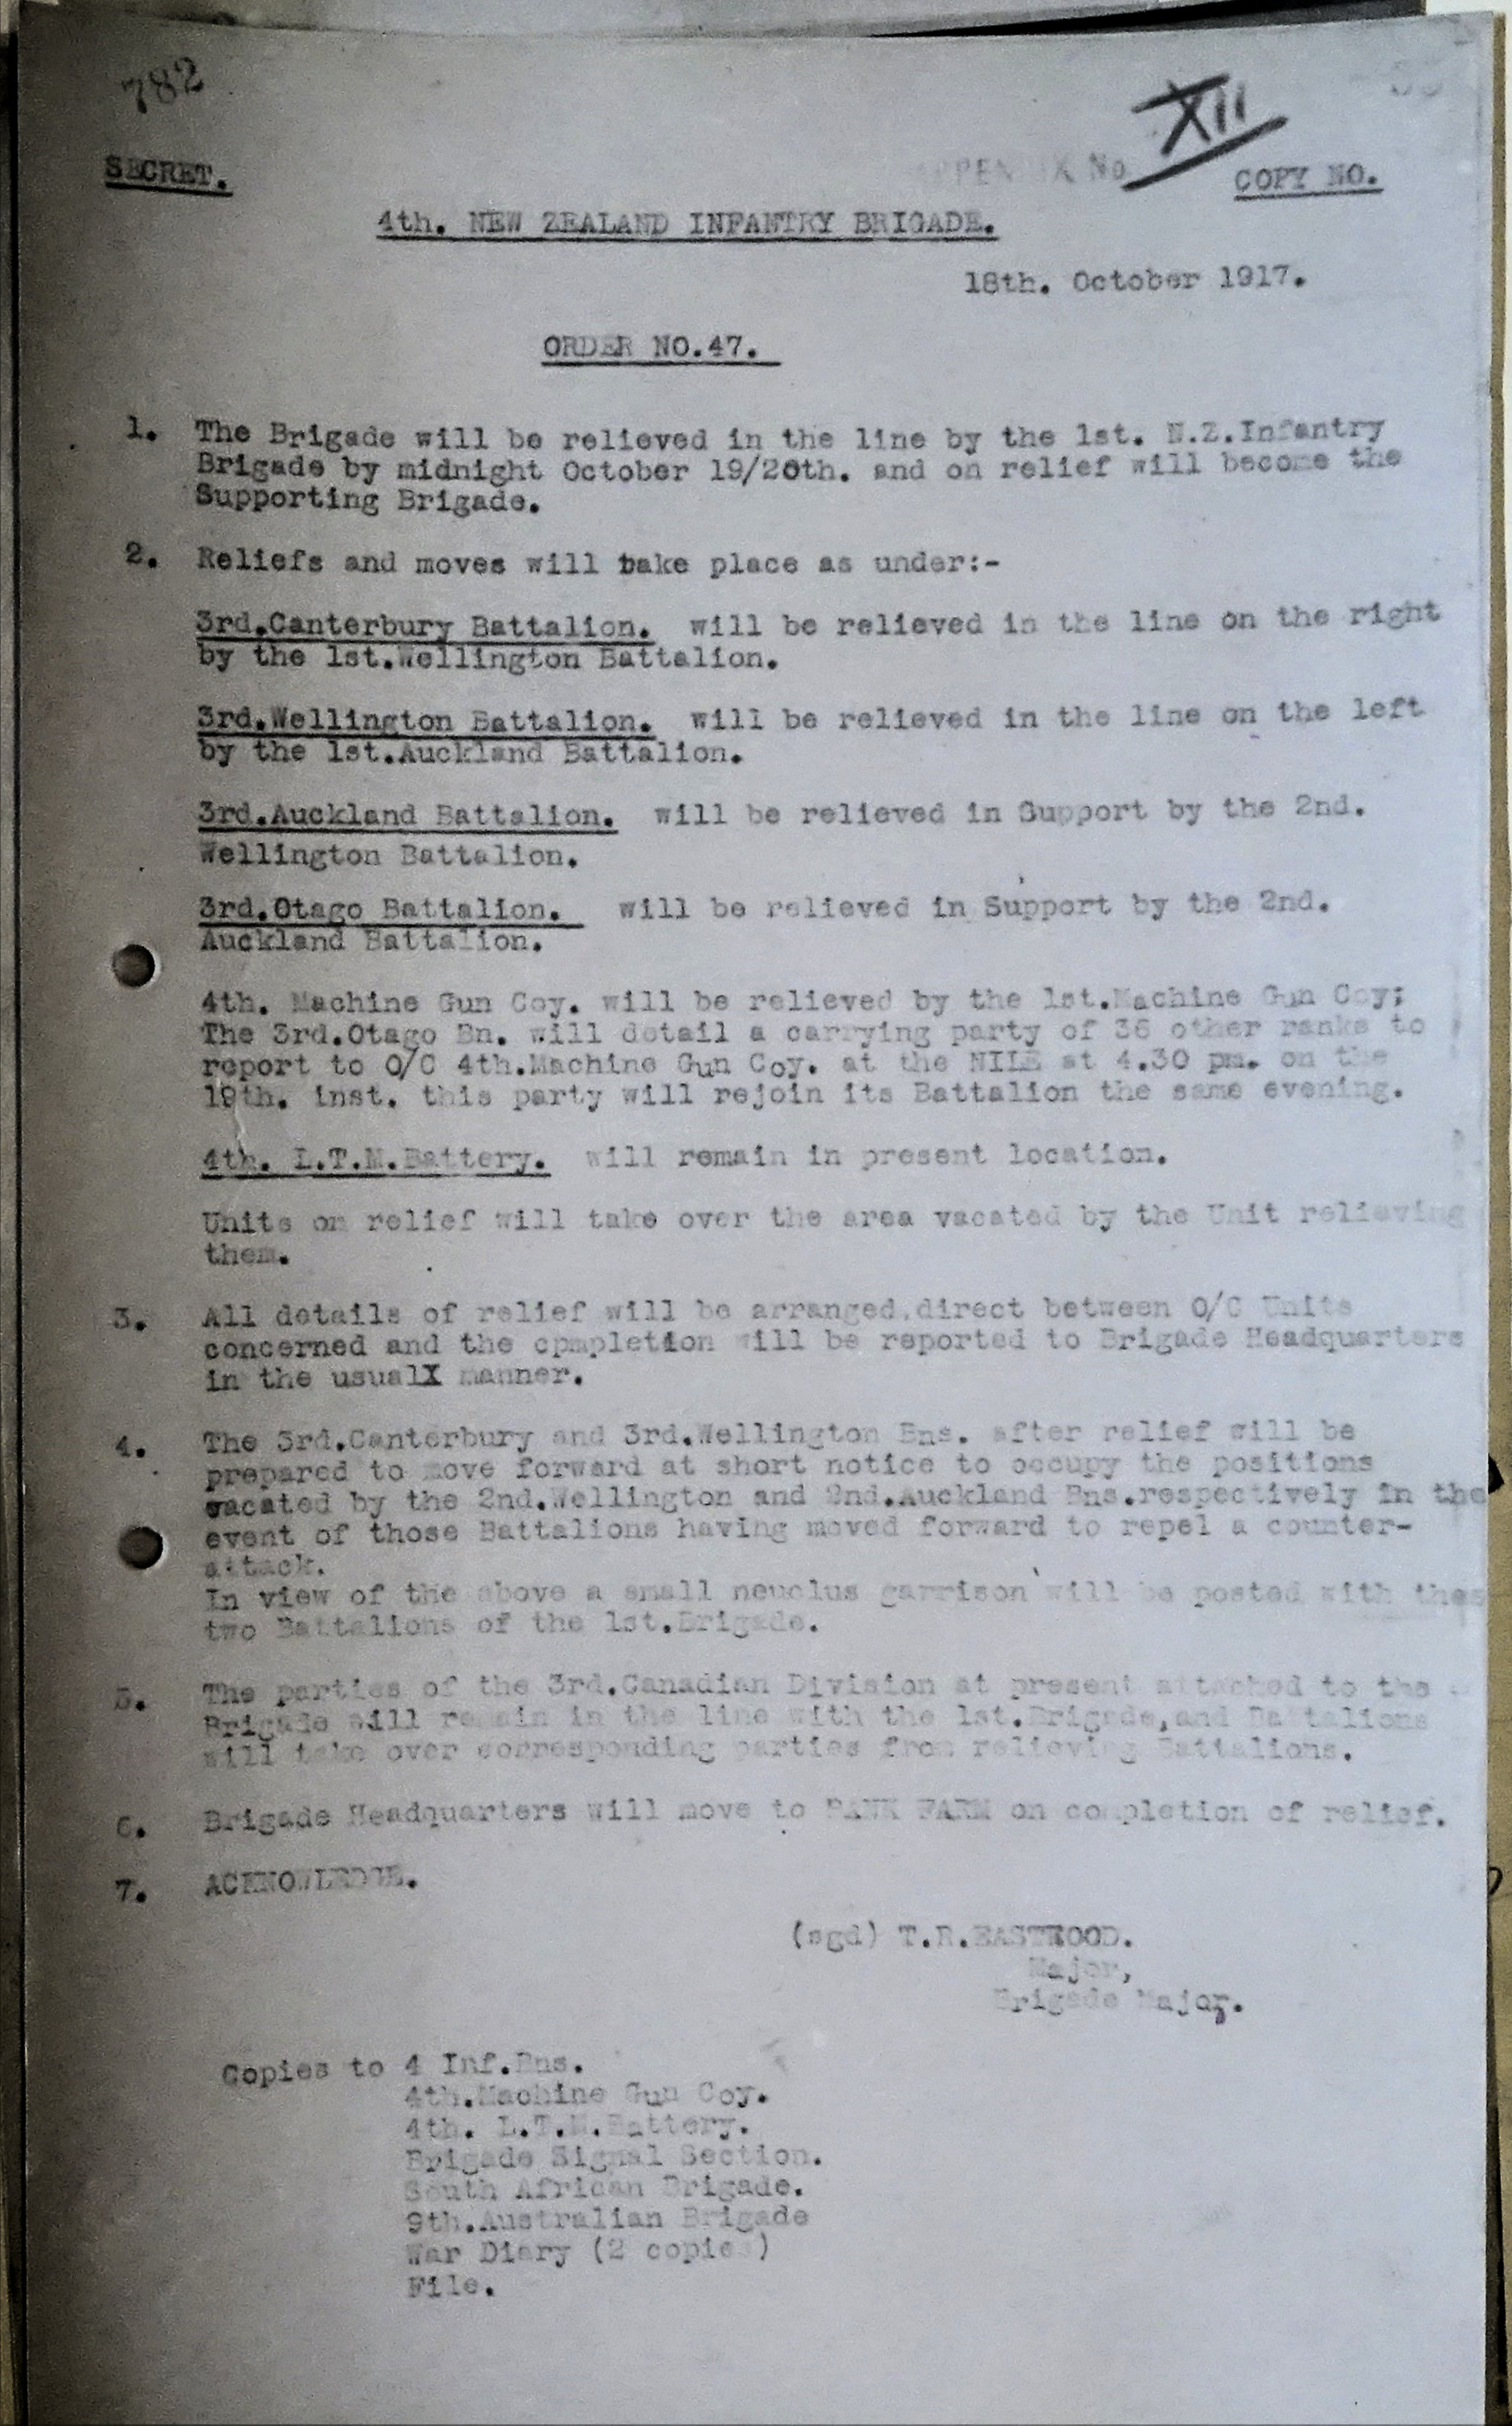 782
XII
SECRET.
APPENDIX No
COPY NO.
4th. NEW ZEALAND INFANTRY BRIGADE.
18th. October 1917.
ORDER NO.47.
1. The Brigade will be relieved in the line by the 1st. N.Z.Infantry
Brigade by midnight October 19/20th. and on relief will become the
Supporting Brigade.
2. Reliefs and moves will take place as under:-
3rd.Canterbury Battalion. will be relieved in the line on the right
by the 1st.Wellington Battalion.
3rd.Wellington Battalion. will be relieved in the line on the left
by the 1st.Auckland Battalion.
3rd.Auckland Battalion. will be relieved in Support by the 2nd.
Wellington Battalion.
3rd.Otago Battalion. will be relieved in Support by the 2nd.
Auckland Battalion.
4th. Machine Gun Coy. will be relieved by the 1st.Machine Gun Coy;
The 3rd.Otago Bn. will detail a carrying party of 36 other ranks to
report to O/C 4th.Machine Gun Coy. at the NILE at 4.30 pm. on the
19th. inst. this party will rejoin its Battalion the same evening.
4th. L.T.M.Battery. will remain in present location.
Units on relief will take over the area vacated by the Unit relieving
them.
3. All details of relief will be arranged.direct between O/C Units
concerned and the cpmpletion will be reported to Brigade Headquarters
in the usualX manner.
4. The 3rd.Canterbury and 3rd.Wellington Bns. after relief will be
prepared to move forward at short notice to occupy the positions
vacated by the 2nd.Wellington and 2nd.Auckland Bns.respectively in the
event of those Battalions having moved forward to repel a counter-
attack.
In view of the above a small neuclus garrison will be posted with thes
two Battalions of the 1st.Brigade.
5. The parties of the 3rd.Canadian Division at present attached to the
Brigade will remain in the line with the 1st.Brigade,and Battalions
will take over corresponding parties from relieving Battalions.
6. Brigade Headquarters will move to BANK FARM on completion of relief.
7. ACKNOWLEDGE.
(sgd) T.R.EASTWOOD.
Major,
Brigade Major.
Copies to 4 Inf.Bns.
4th.Machine Gun Coy.
4th. L.T.M.Battery.
Brigade Signal Section.
South African Brigade.
9th.Australian Brigade
War Diary (2 copies)
File.